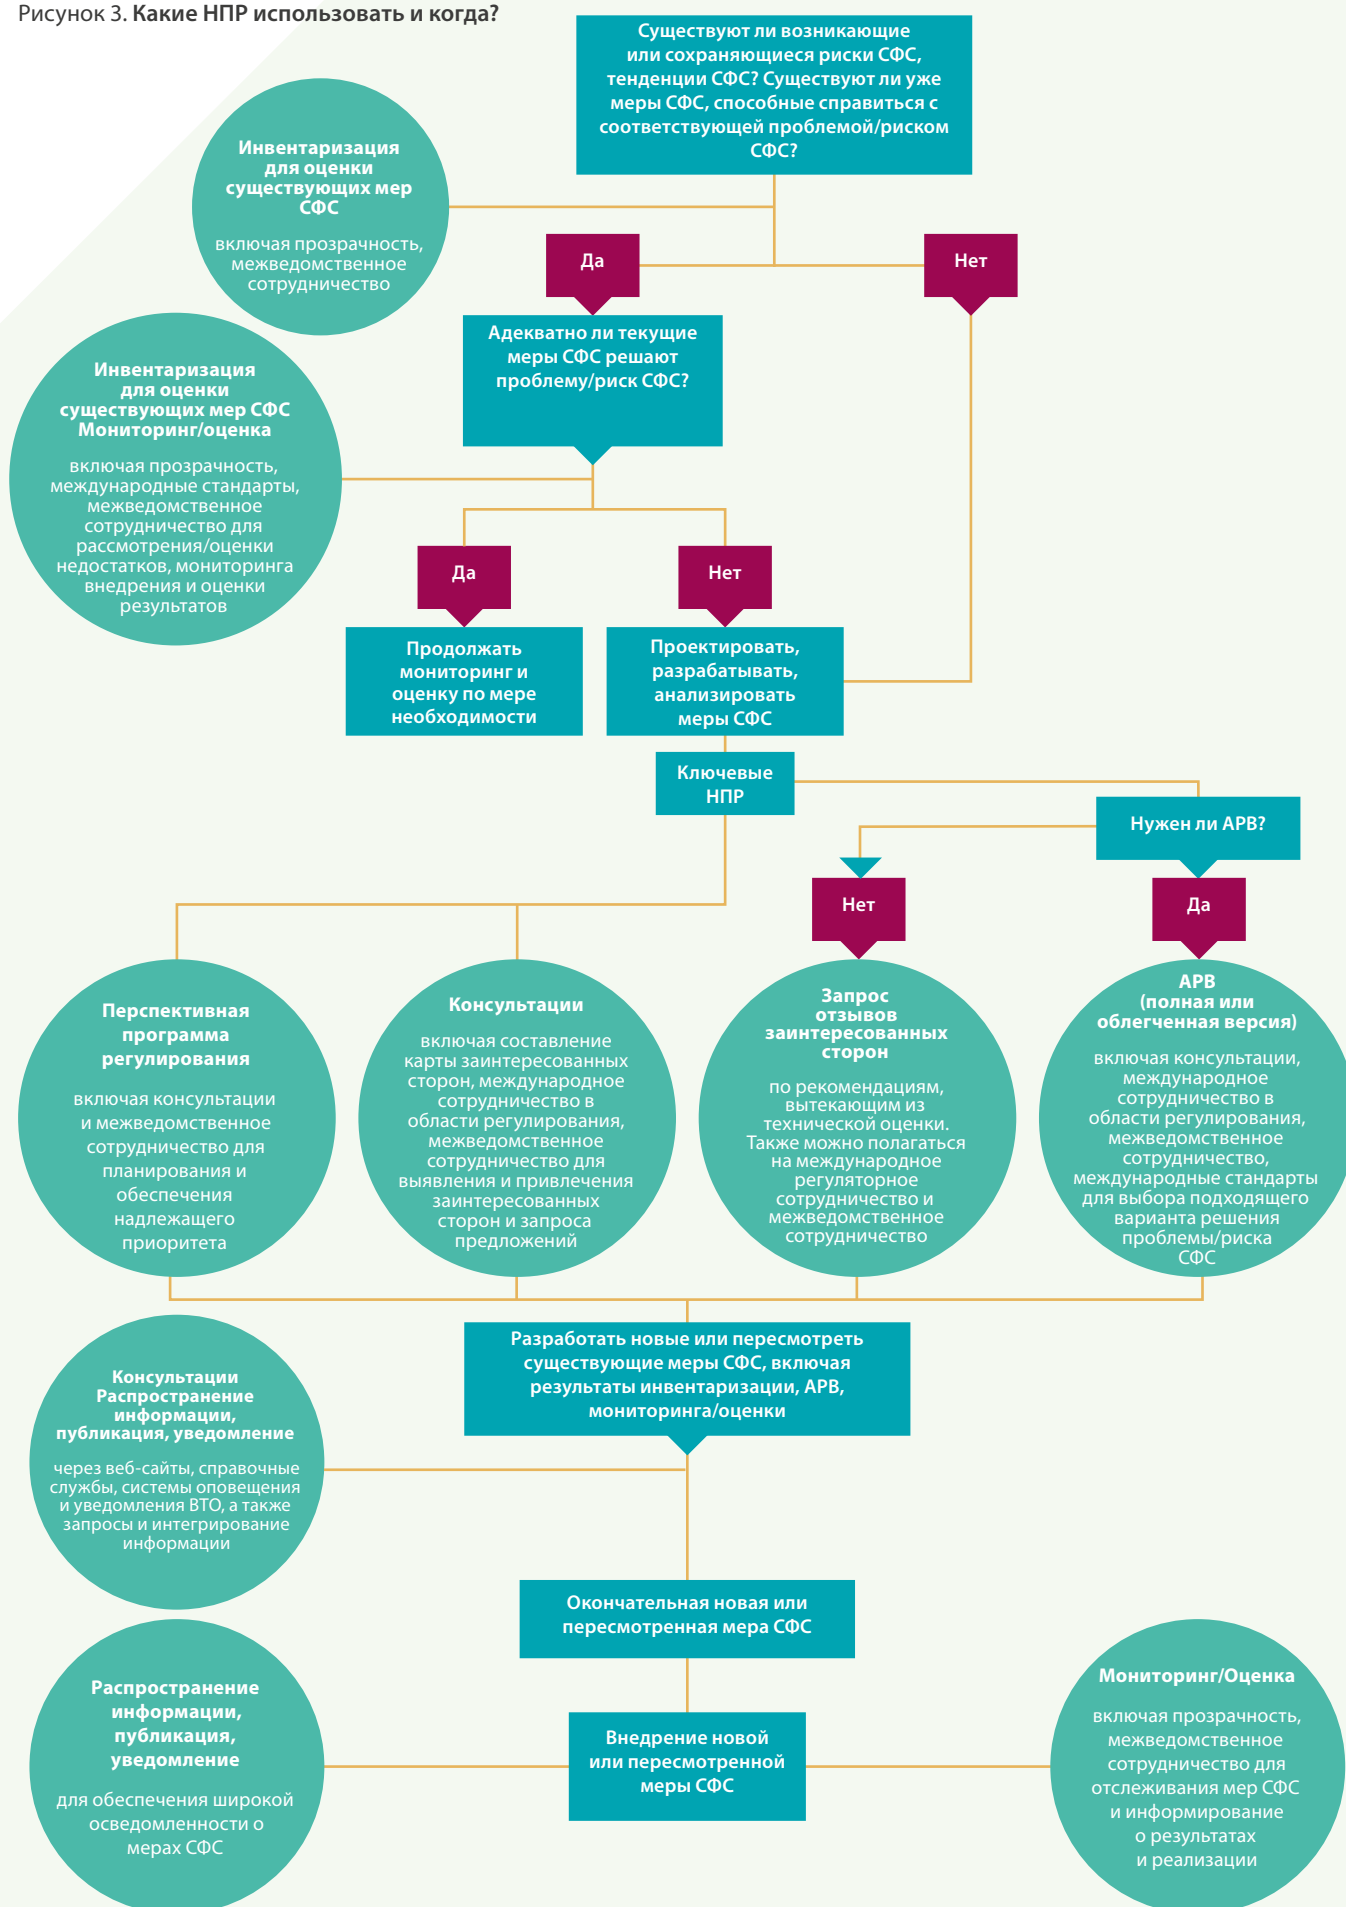 Рисунок 3. Какие НПР использовать и когда?
Существуют ли возникающие
или сохраняющиеся риски СФС,
тенденции СФС? Существуют ли уже
меры СФС, способные справиться с
соответствующей проблемой/риском
СФС?
Инвентаризация
для оценки
существующих мер
СФС
включая прозрачность,
межведомственное
сотрудничество
Да
Нет
Адекватно ли текущие
меры СФС решают
проблему/риск СФС?
Инвентаризация
для оценки
существующих мер СФС
Мониторинг/оценка
включая прозрачность,
международные стандарты,
межведомственное
сотрудничество для
рассмотрения/оценки
недостатков, мониторинга
внедрения и оценки
результатов
Да
Нет
Продолжать
мониторинг и
оценку по мере
необходимости
Проектировать,
разрабатывать,
анализировать
меры СФС
Ключевые
НПР
Нужен ли АРВ?
Нет
Да
Перспективная
программа
регулирования
включая консультации
и межведомственное
сотрудничество для
планирования и
обеспечения
надлежащего
приоритета
Консультации
включая составление
карты заинтересованных
сторон, международное
сотрудничество в
области регулирования,
межведомственное
сотрудничество для
выявления и привлечения
заинтересованных
сторон и запроса
предложений
Запрос
отзывов
заинтересованных
сторон
по рекомендациям,
вытекающим из
технической оценки.
Также можно полагаться
на международное
регуляторное
сотрудничество и
межведомственное
сотрудничество
АРВ
(полная или
облегченная версия)
включая консультации,
международное
сотрудничество в
области регулирования,
межведомственное
сотрудничество,
международные стандарты
для выбора подходящего
варианта решения
проблемы/риска
СФС
Разработать новые или пересмотреть
существующие меры СФС, включая
результаты инвентаризации, АРВ,
мониторинга/оценки
Консультации
Распространение
информации,
публикация, уведомление
через веб-сайты, справочные
службы, системы оповещения
и уведомления ВТО, а также
запросы и интегрирование
информации
Окончательная новая или
пересмотренная мера СФС
Распространение
информации,
публикация,
уведомление
для обеспечения широкой
осведомленности о
мерах СФС
Внедрение новой
или пересмотренной
меры СФС
Мониторинг/Оценка
включая прозрачность,
межведомственное
сотрудничество для
отслеживания мер СФС
и информирование
о результатах
и реализации